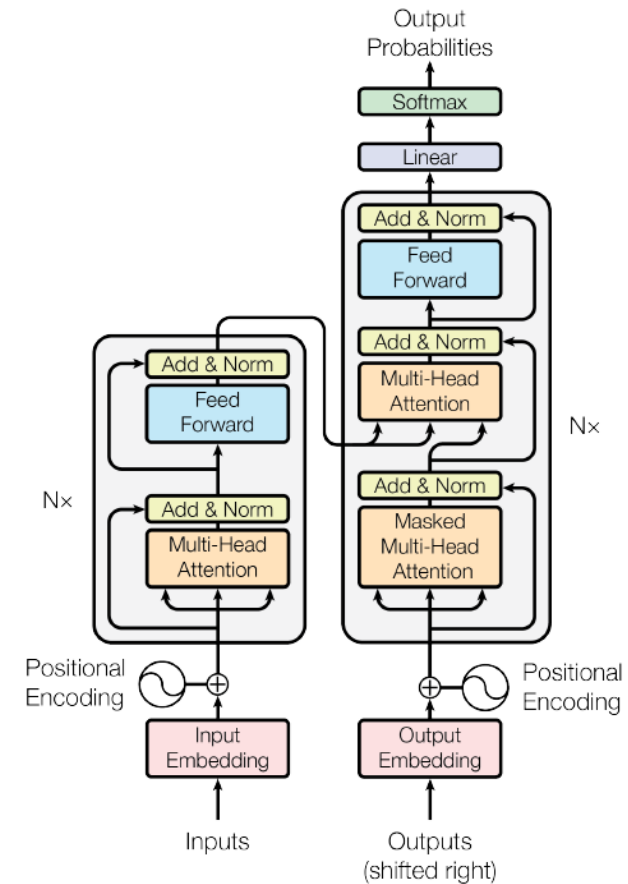 Output
Probabilities
Softmax
Linear
Add & Norm
Feed
Forward
Add & Norm
Multi-Head
Attention
Add & Norm
Masked
Multi-Head
Attention
Nx
Add & Norm
Feed
Forward
Add & Norm
Multi-Head
Attention
N×
Positional
Encoding
Positional
Encoding
Input
Embedding
Output
Embedding
Inputs
Outputs
(shifted right)